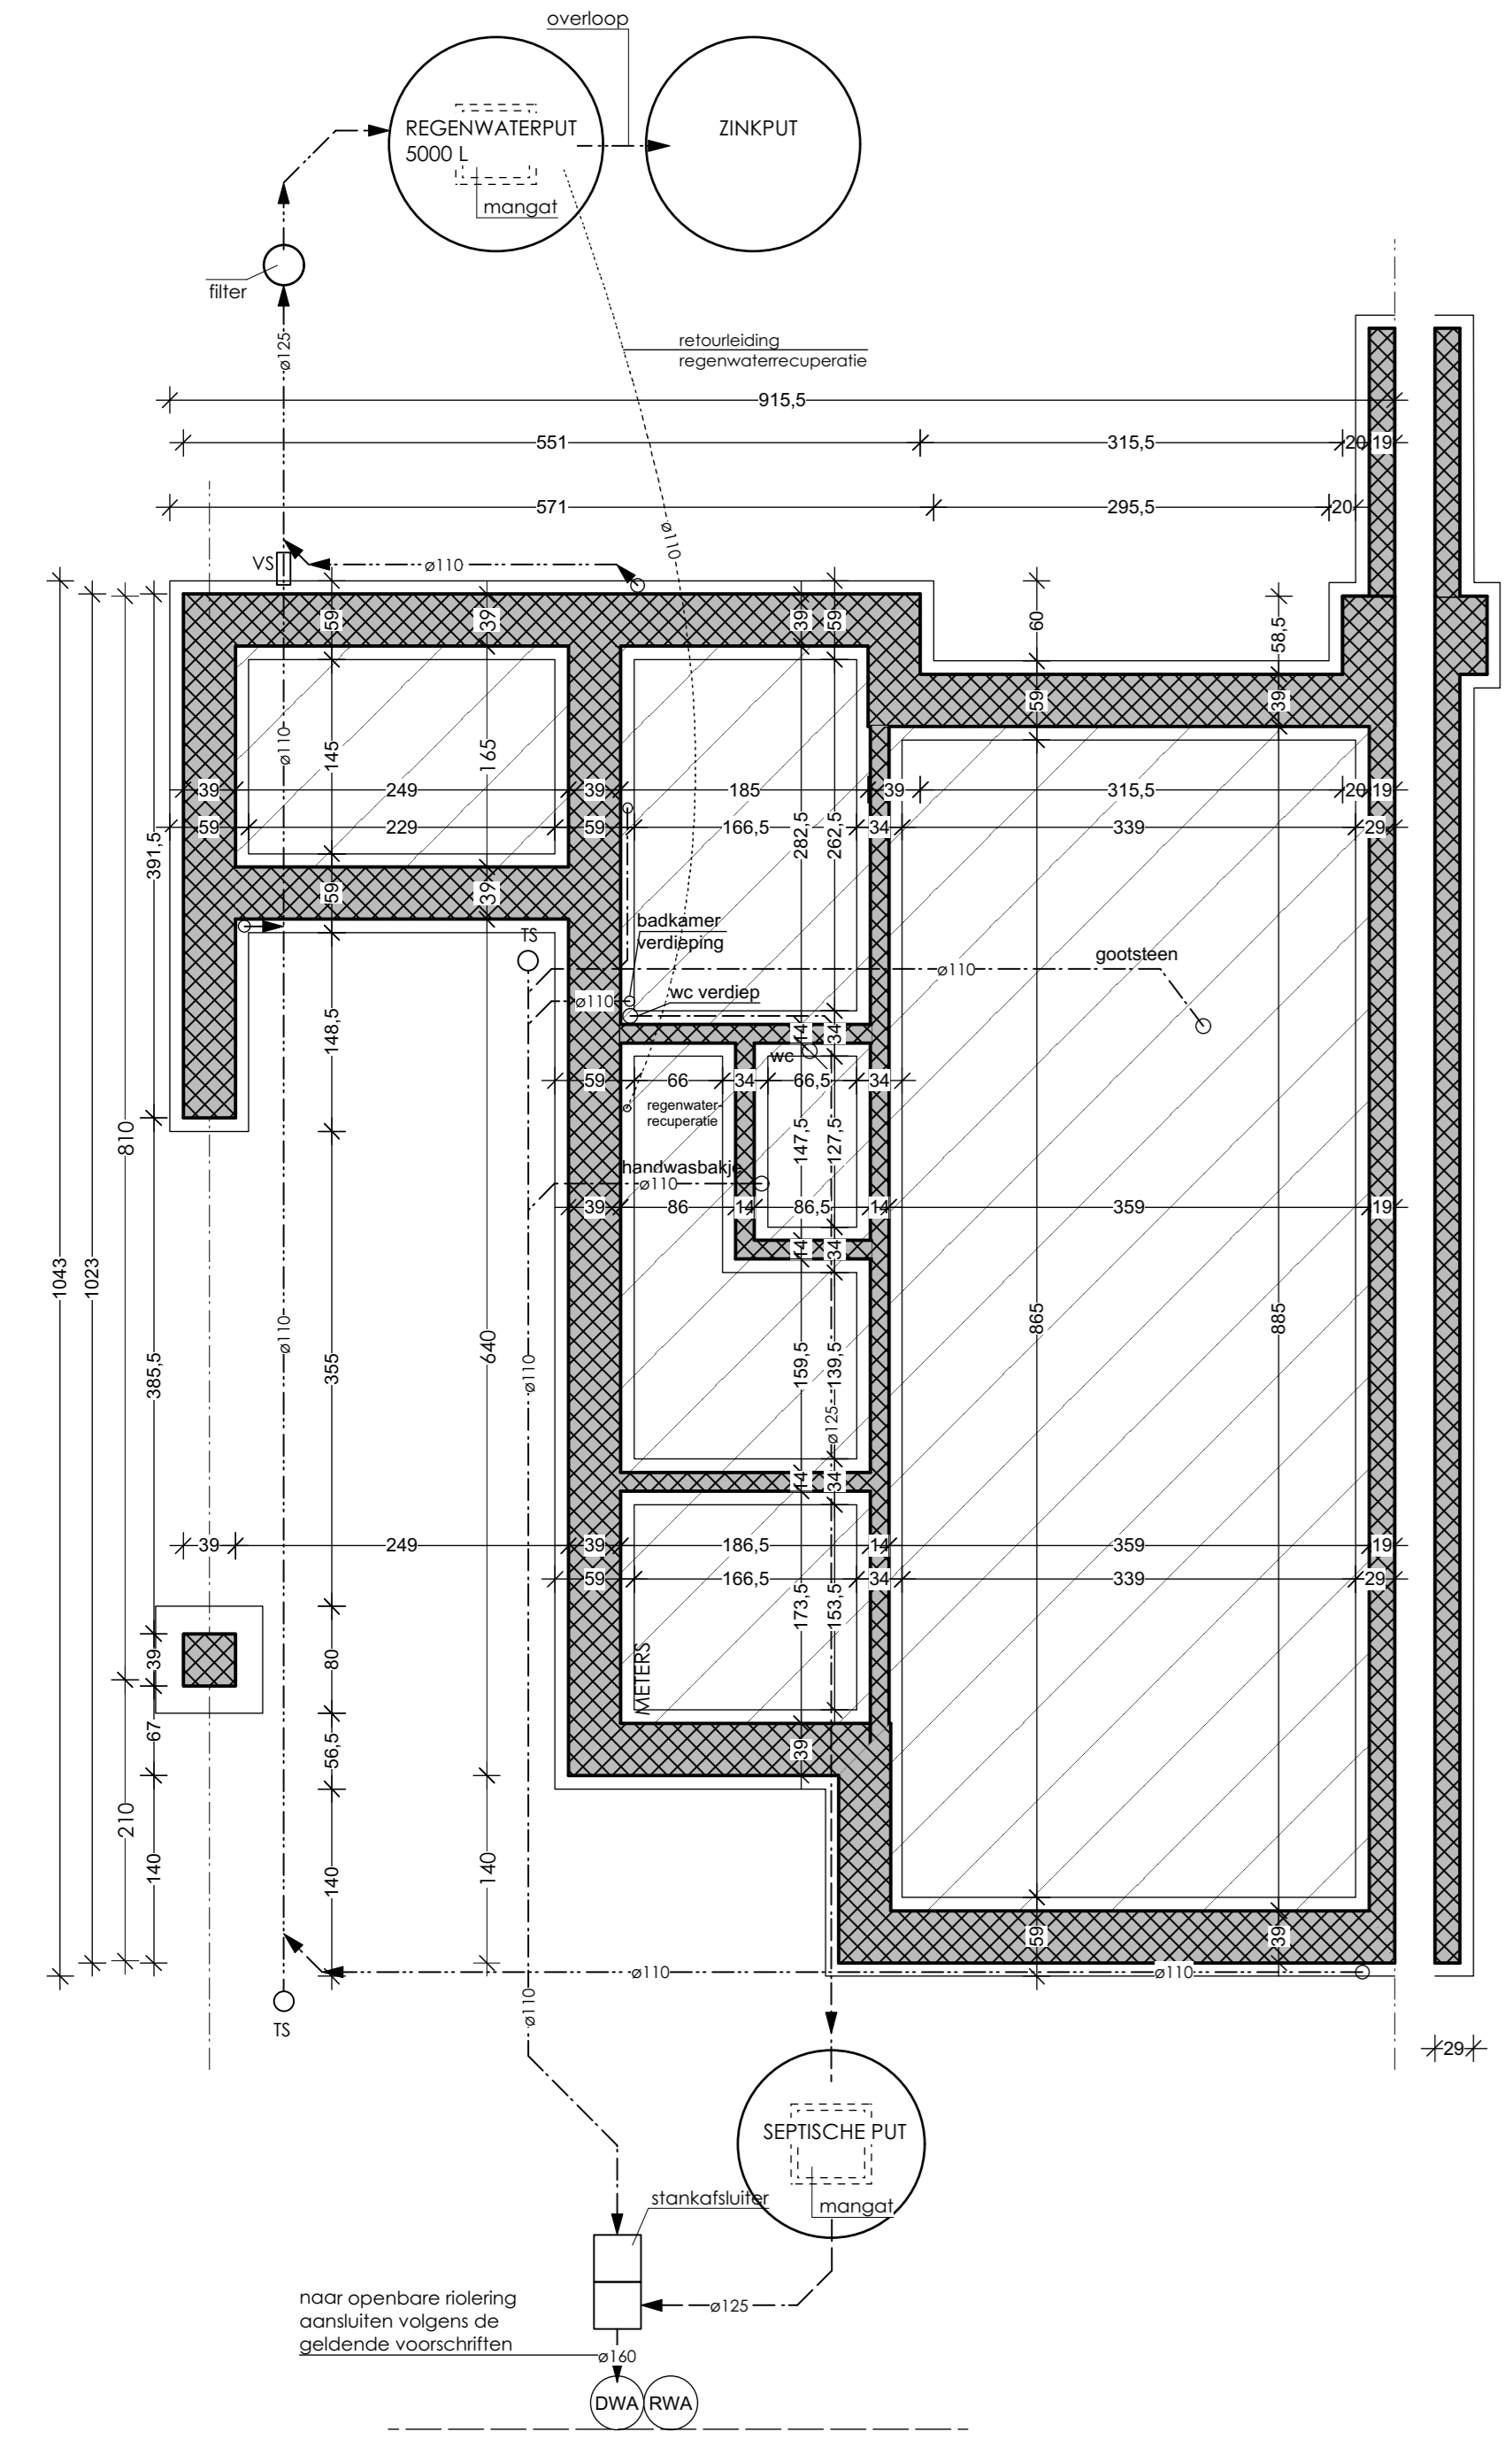 overloop
REGENWATERPUT
5000 L
mangat
ZINKPUT
filter
ø125
retourleiding
regenwaterrecuperatie
915,5
551
315,5
20
19
571
295,5
20
ø110
VS
ø110
59
39
39
59
60
58,5
59
39
ø110
145
165
39
249
39
185
39
315,5
20
19
59
229
59
166,5
34
339
29
391,5
282,5
262,5
59
39
badkamer
verdieping
TS
gootsteen
ø110
wc verdiep
ø110
148,5
14
34
wc
59
66
34
66,5
34
regenwater-
recuperatie
810
147,5
127,5
handwasbakje
ø110
39
86
14
86,5
14
359
19
14
34
1043
1023
865
885
ø110
640
385,5
355
ø110
159,5
139,5
ø125
14
34
39
249
39
186,5
14
359
19
59
166,5
34
339
29
173,5
153,5
39
80
METERS
67
56,5
39
210
140
140
140
59
39
ø110
ø110
ø110
TS
29
SEPTISCHE PUT
mangat
stankafsluiter
naar openbare riolering
aansluiten volgens de
geldende voorschriften
ø125
ø160
DWA
RWA